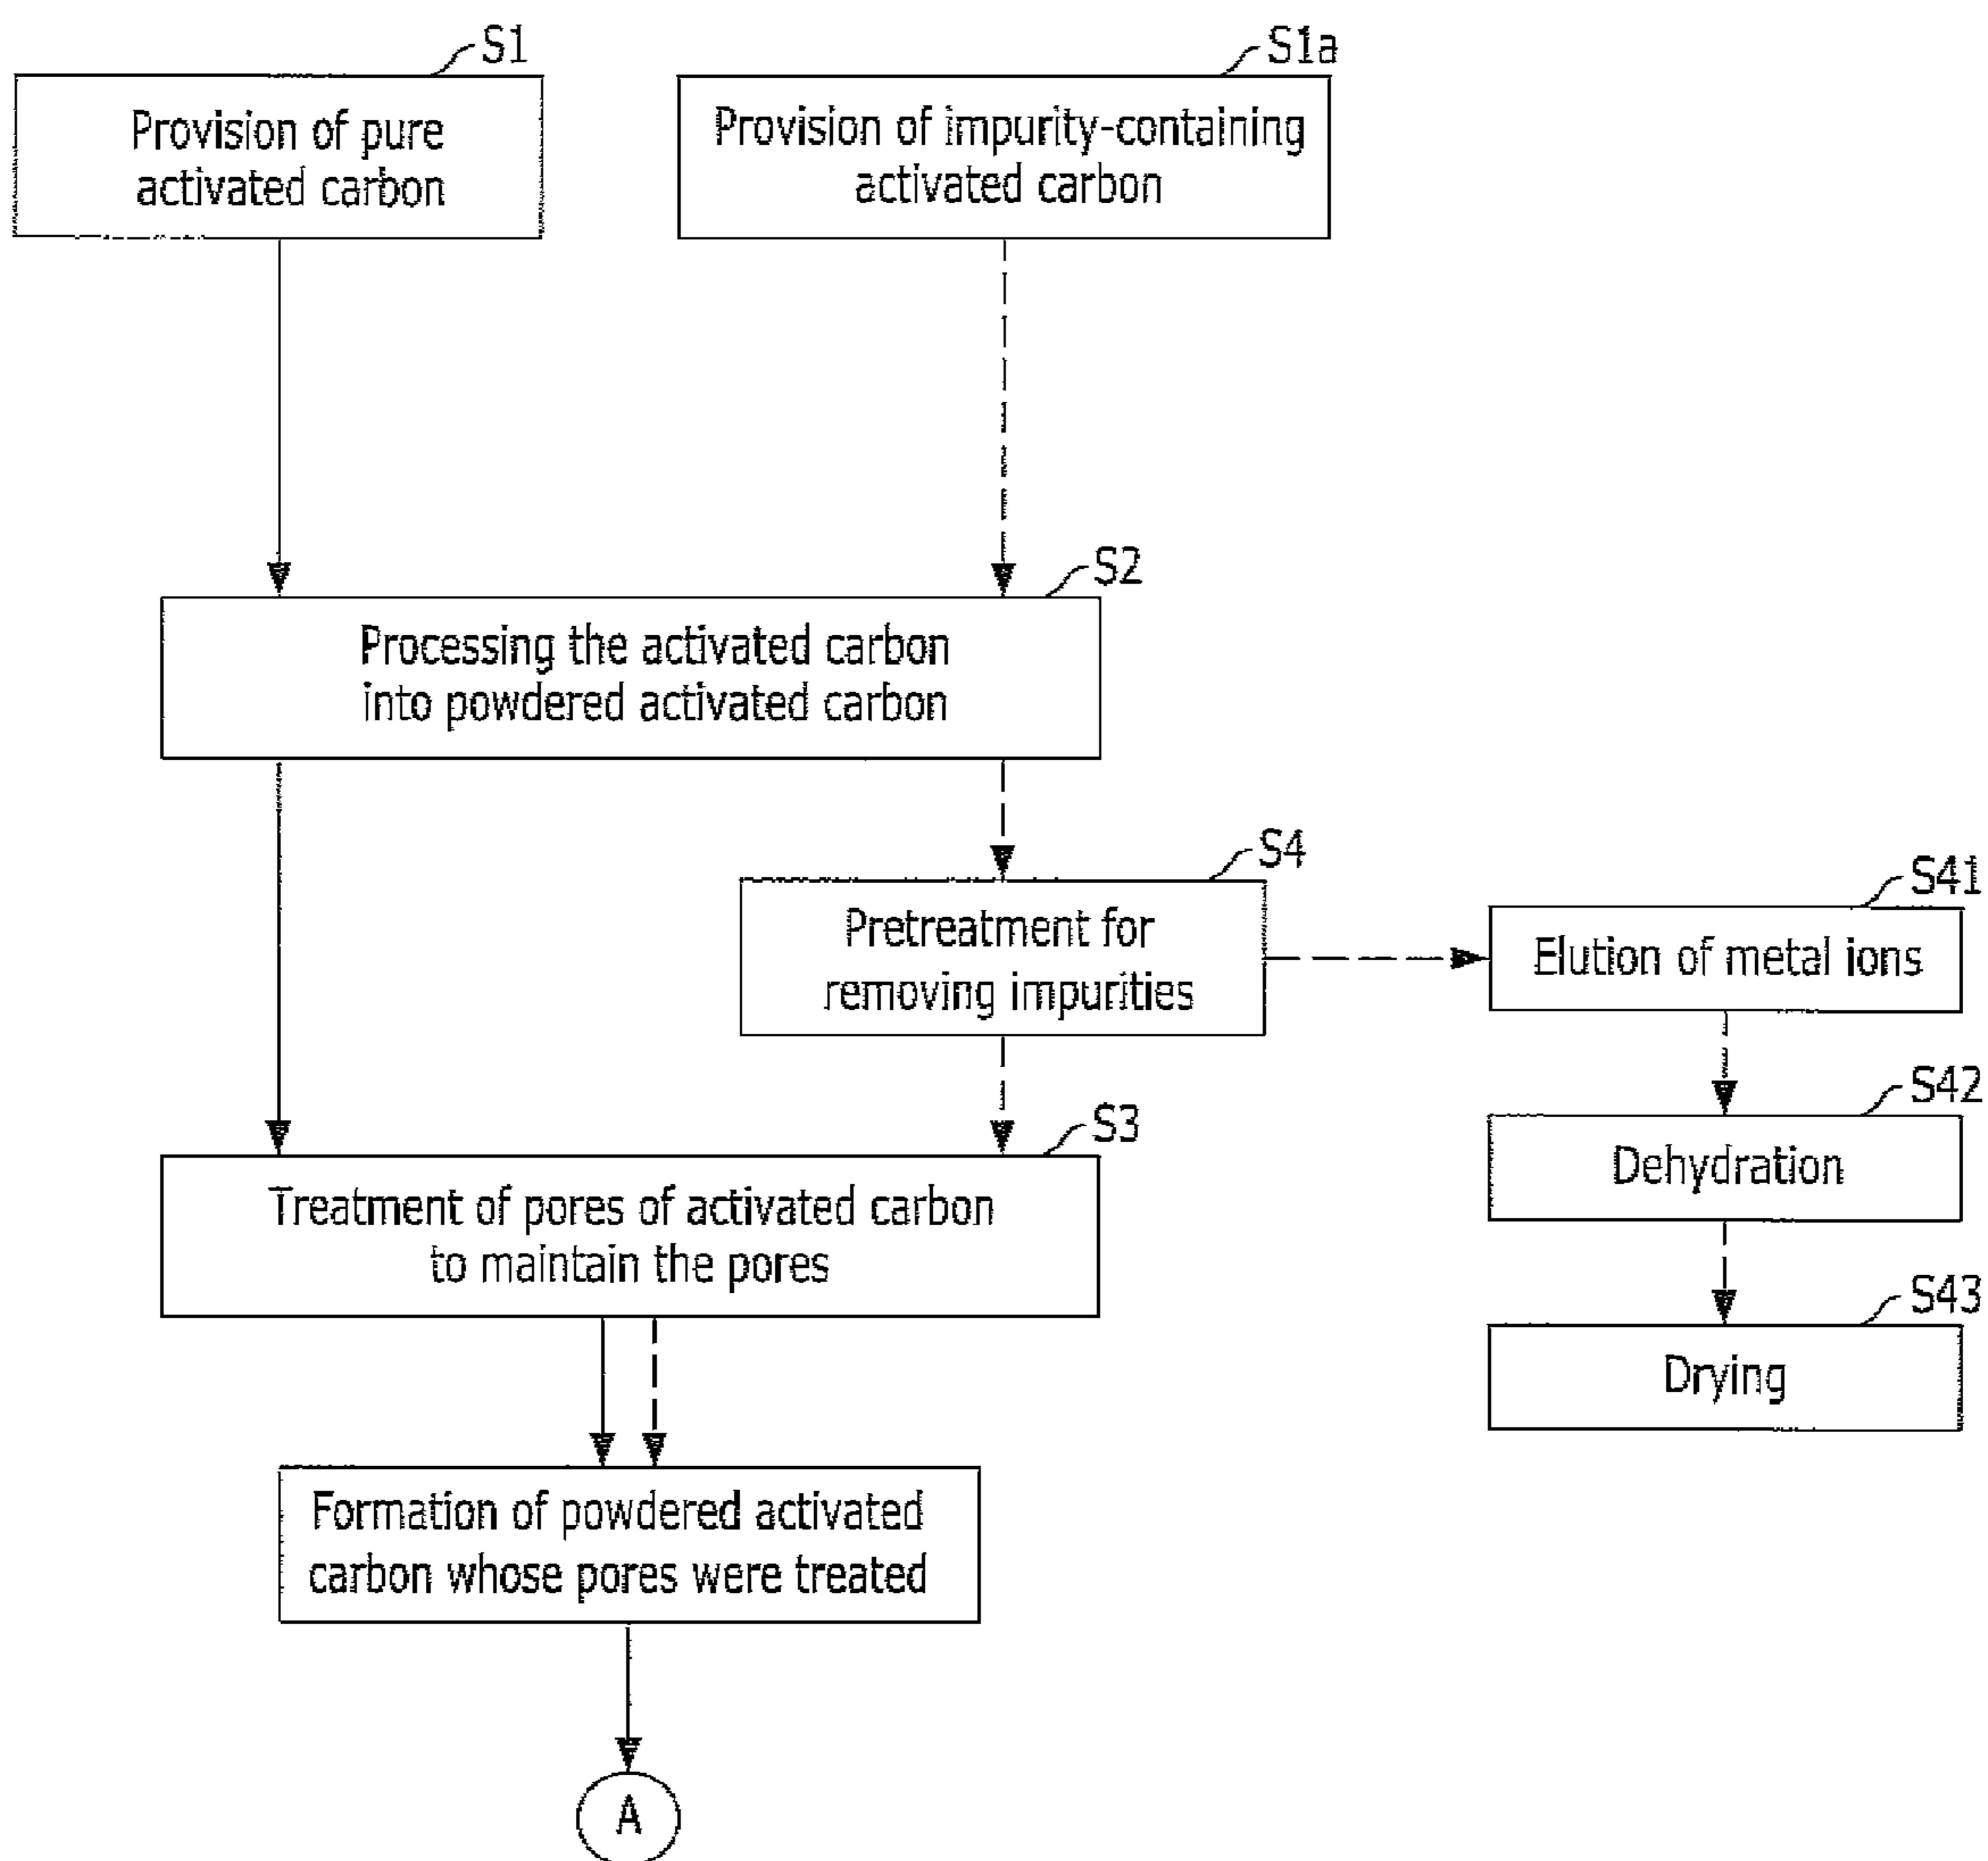 S1
Provision of pure
activated carbon
S1a
Provision of impurity-containing
activated carbon
S2
Processing the activated carbon
into powdered activated carbon
S4
Pretreatment for
removing impurities
S41
Elution of metal ions
S42
Dehydration
S43
Drying
S3
Treatment of pores of activated carbon
to maintain the pores
Formation of powdered activated
carbon whose pores were treated
A